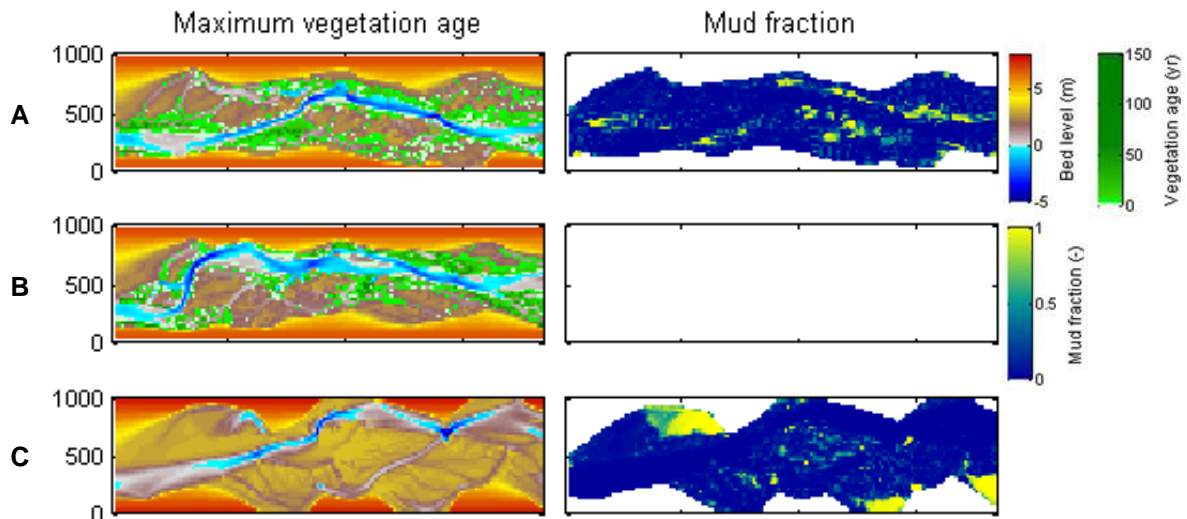 Maximum vegetation age
Mud fraction
A
1000
500
0
5
0
-5
Bed level (m)
150
100
50
0
Vegetation age (yr)
B
1000
500
0
1
0.5
0
Mud fraction (-)
C
1000
500
0